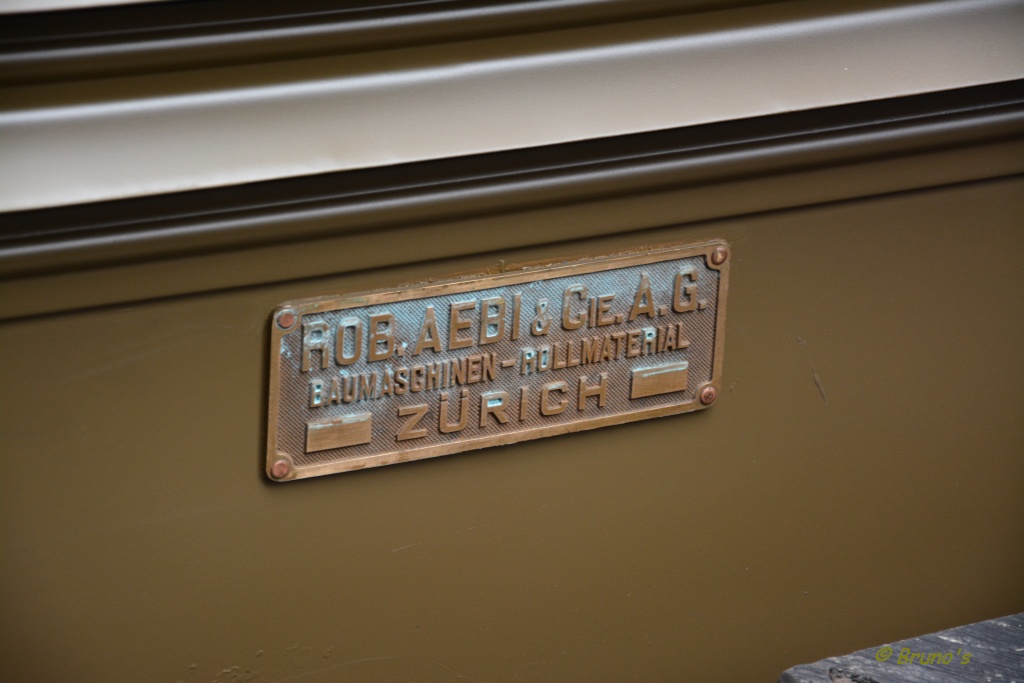 ROB. AEBI & CIE. A. G.
BAUMASCHINEN-ROLLMATERIAL
ZÜRICH
© Bruno's